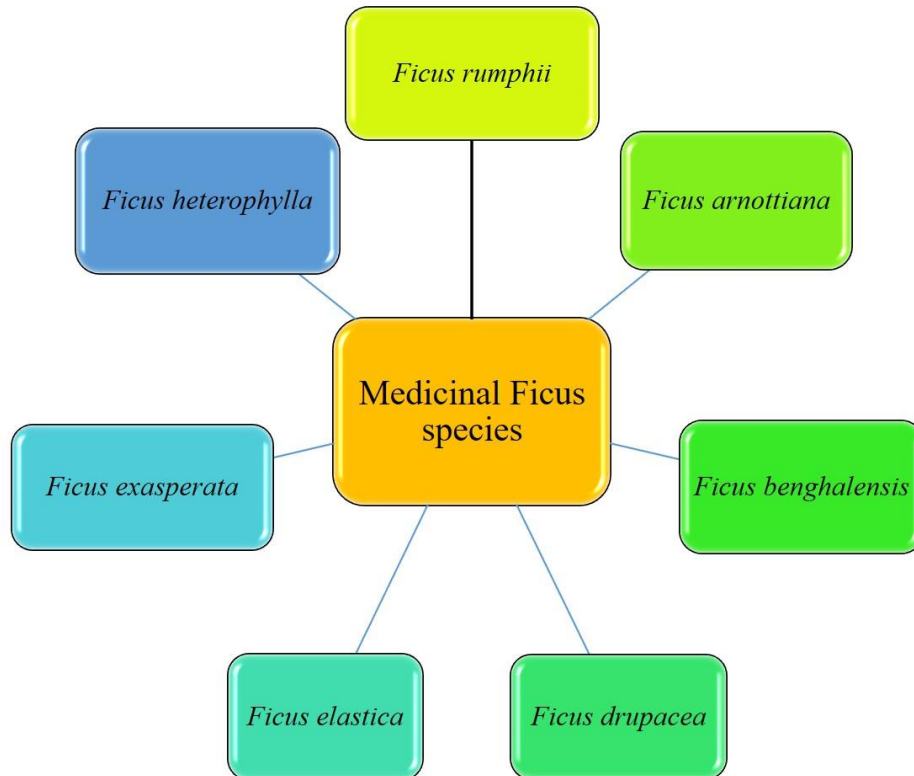 Ficus rumphii
Ficus heterophylla
Ficus arnottiana
Medicinal Ficus
species
Ficus exasperata
Ficus benghalensis
Ficus elastica
Ficus drupacea